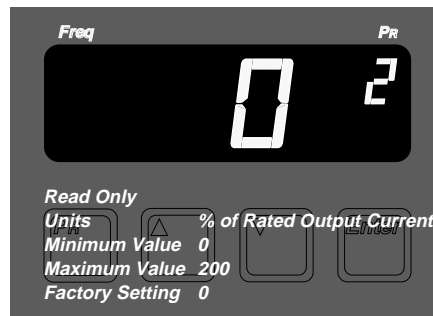 Freq PR
0 2
Read Only
PR Enter
Units % of Rated Output Current
Minimum Value 0
Maximum Value 200
Factory Setting 0